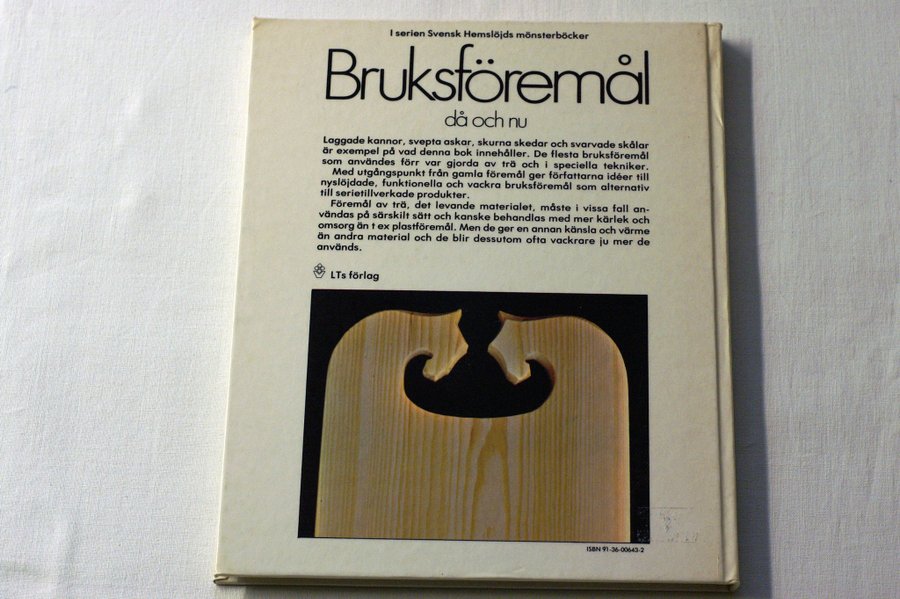 I serien Svensk Hemslöjds mönsterböcker
Bruksföremål
då och nu
Laggade kannor, svepta askar, skurna skedar och svarvade skålar
är exempel på vad denna bok innehåller. De flesta bruksföremål
som användes förr var gjorda av trä och i speciella tekniker.
Med utgångspunkt från gamla föremål ger författarna idéer till
nyslöjdade, funktionella och vackra bruksföremål som alternativ
till serietillverkade produkter.
Föremål av trä, det levande materialet, måste i vissa fall an-
vändas på särskilt sätt och kanske behandlas med mer kärlek och
omsorg än t ex plastföremål. Men de ger en annan känsla och värme
än andra material och de blir dessutom ofta vackrare ju mer de
används.
LTs förlag
ISBN 91-36-00643-2